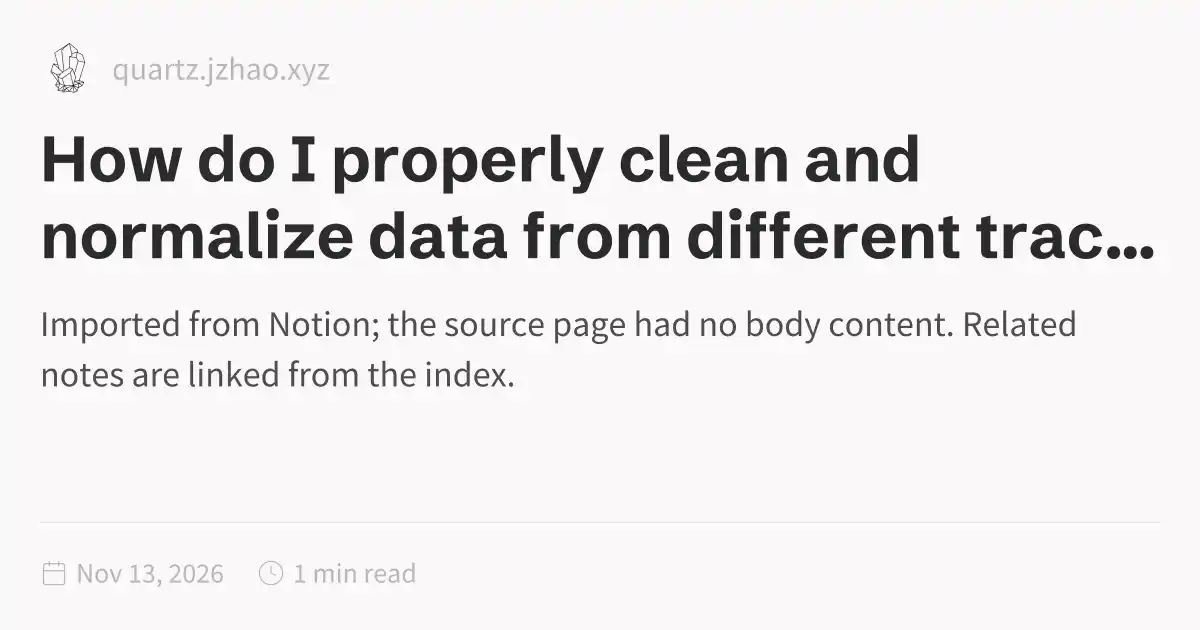 quartz.jzhao.xyz
How do I properly clean and
normalize data from different trac...
Imported from Notion; the source page had no body content. Related
notes are linked from the index.
Nov 13, 2026 1 min read